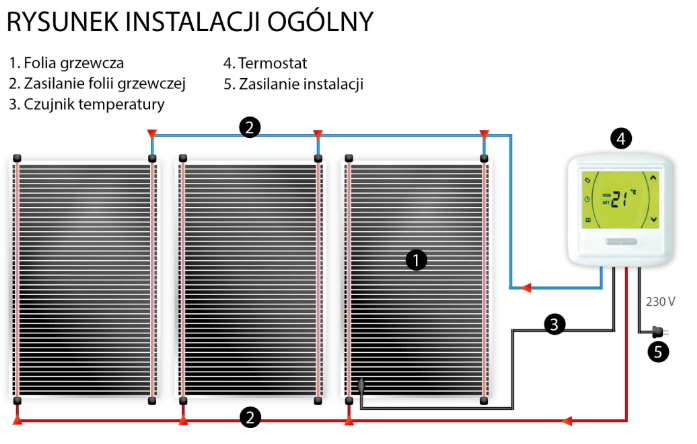 RYSUNEK INSTALACJI OGÓLNY
1. Folia grzewcza
2. Zasilanie folii grzewczej
3. Czujnik temperatury
4. Termostat
5. Zasilanie instalacji
2
4
21 °c
1
230 V
3
5
2